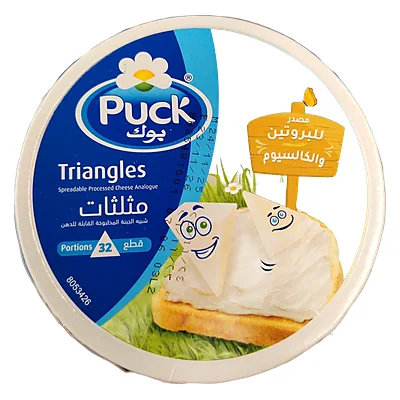 Puck
®
بوك
Triangles
Spreadable Processed Cheese Analogue
مثلثات
شبيه الجبنة المطبوخة القابلة للدهن
Portions 32 قطع
8053426
مصدر
للبروتين
والكالسيوم